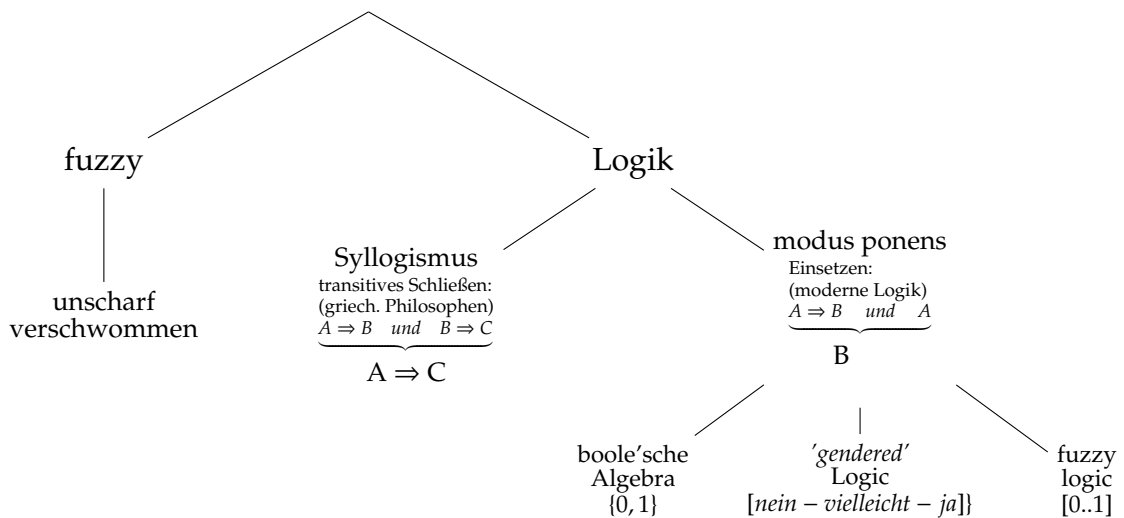 fuzzy
Logik
unscharf
verschwommen
Syllogismus
transitives Schließen:
(griech. Philosophen)
A ⇒ B und B ⇒ C
A ⇒ C
modus ponens
Einsetzen:
(moderne Logik)
A ⇒ B und A
B
boole'sche
Algebra
{0, 1}
'gendered'
Logic
[nein – vielleicht – ja]}
fuzzy
logic
[0..1]